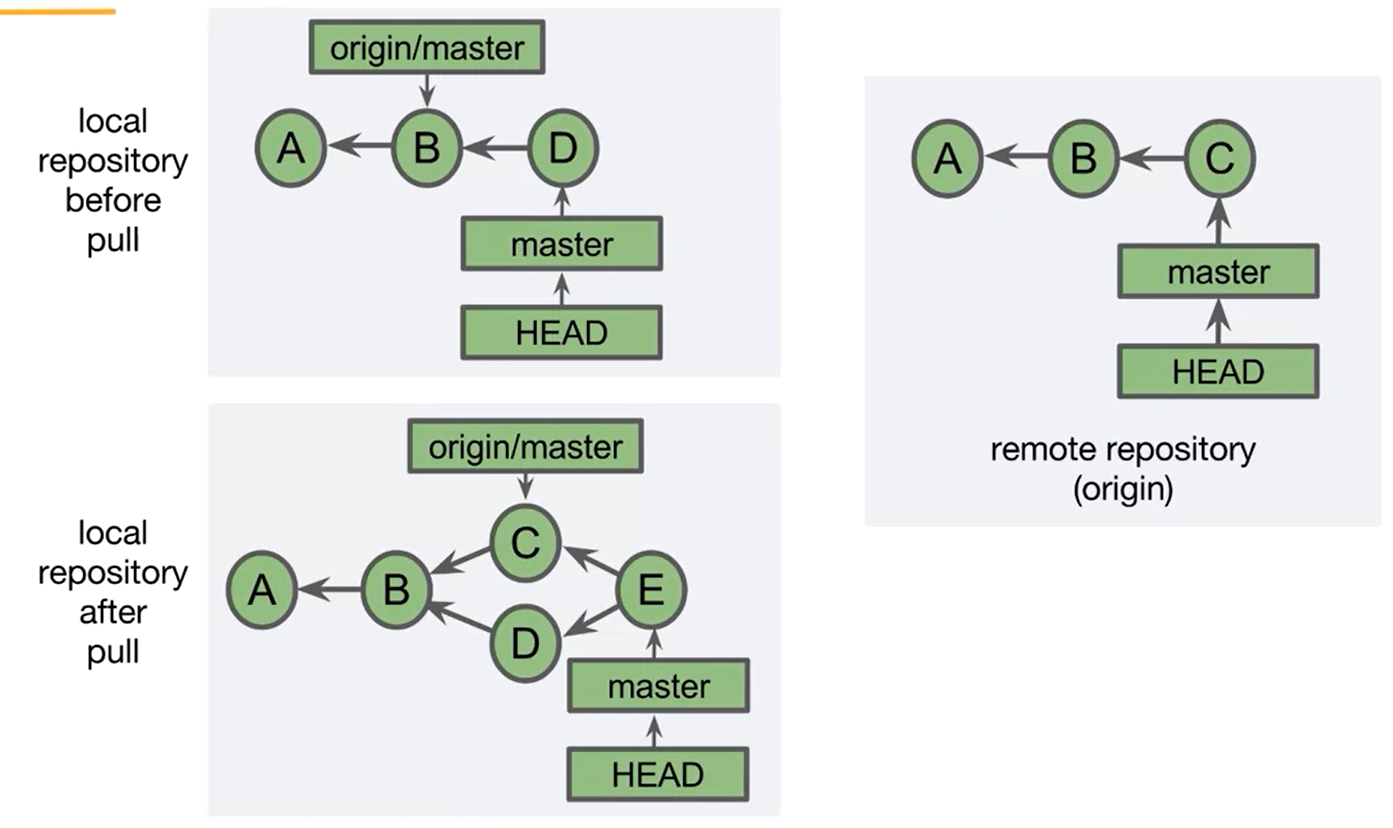 local
repository
before
pull
origin/master
A
B
D
master
HEAD
A
B
C
master
HEAD
remote repository
(origin)
local
repository
after
pull
origin/master
C
A
B
E
D
master
HEAD